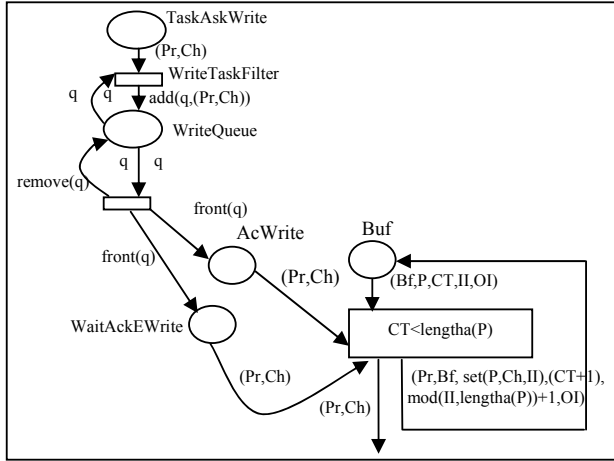 TaskAskWrite
(Pr,Ch)
WriteTaskFilter
q
q
add(q,(Pr,Ch))
WriteQueue
q
q
remove(q)
front(q)
AcWrite
Buf
front(q)
(Pr,Ch)
(Bf,P,CT,II,OI)
WaitAckEWrite
CT<lengtha(P)
(Pr,Ch)
(Pr,Ch)
(Pr,Bf, set(P,Ch,II),(CT+1),
mod(II,lengtha(P))+1,OI)